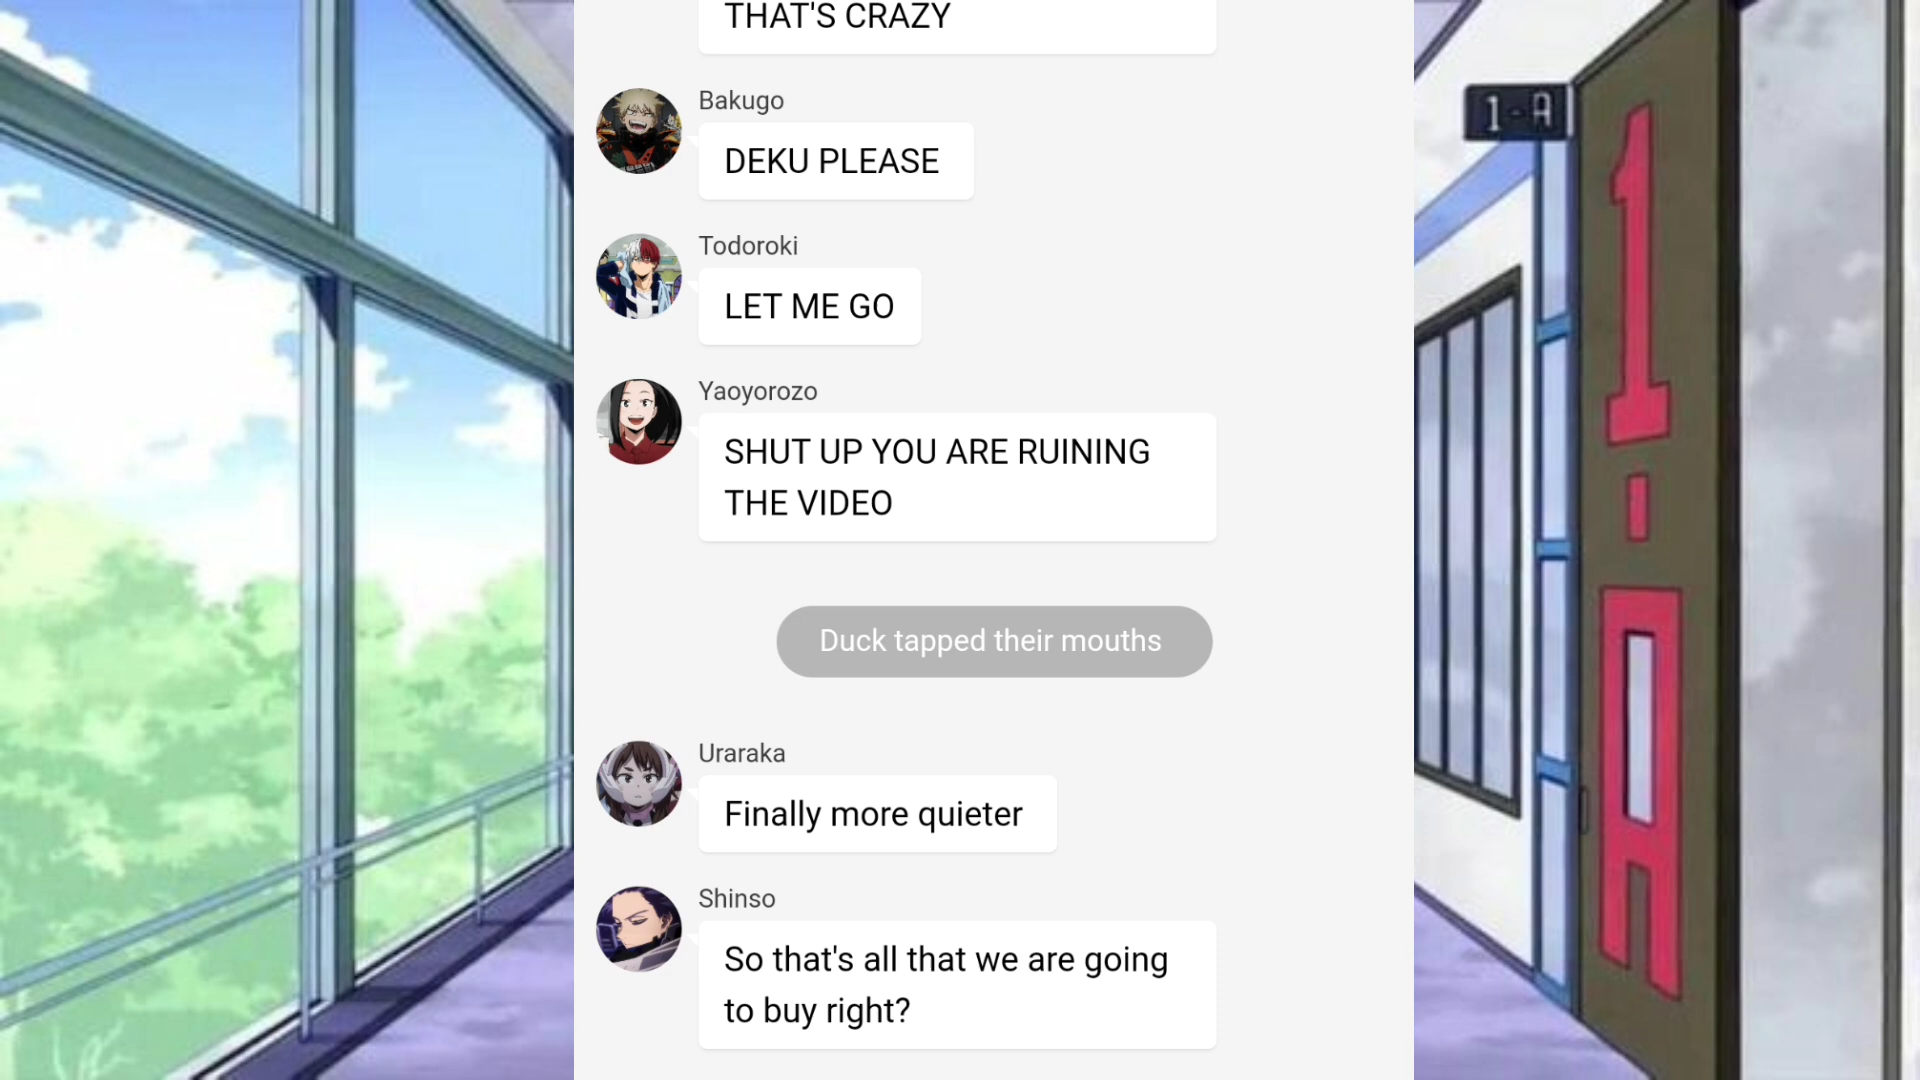 THAT'S CRAZY
Bakugo
DEKU PLEASE
Todoroki
LET ME GO
Yaoyorozo
SHUT UP YOU ARE RUINING
THE VIDEO
Duck tapped their mouths
Uraraka
Finally more quieter
Shinso
So that's all that we are going
to buy right?
1-A
1-A